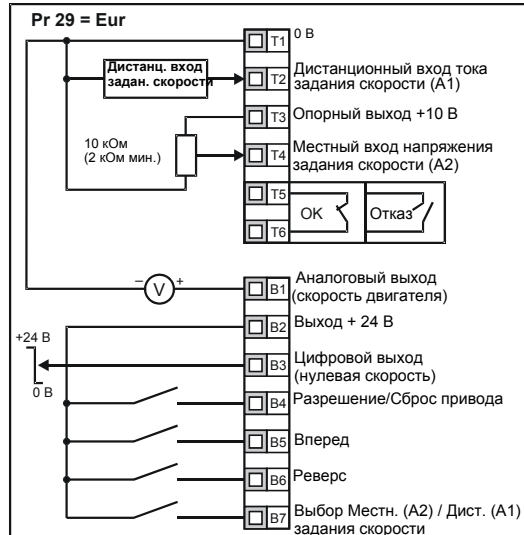 Pr 29 = Eur
T1 0 В
Дистанц. вход
задан. скорости
T2 Дистанционный вход тока
задания скорости (A1)
T3 Опорный выход +10 В
10 кОм
(2 кОм мин.)
T4 Местный вход напряжения
задания скорости (A2)
T5
OK Отказ
T6
– V +
B1 Аналоговый выход
(скорость двигателя)
B2 Выход + 24 В
+24 В
0 В
B3 Цифровой выход
(нулевая скорость)
B4 Разрешение/Сброс привода
B5 Вперед
B6 Реверс
B7 Выбор Местн. (A2) / Дист. (A1)
задания скорости